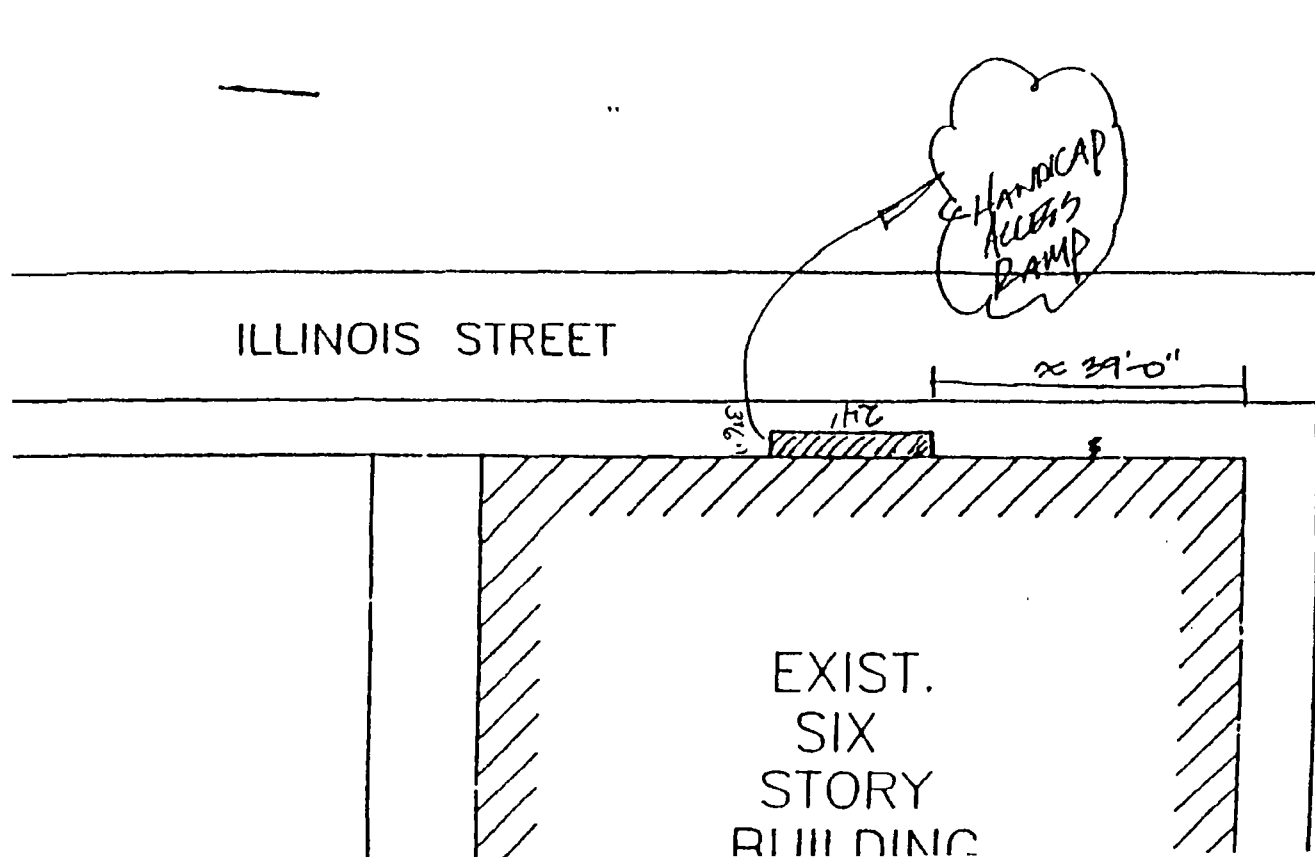 HANDICAP
ACCESS
RAMP
ILLINOIS STREET
≈ 39'-0"
24'
3'6"
EXIST.
SIX
STORY
BUILDING